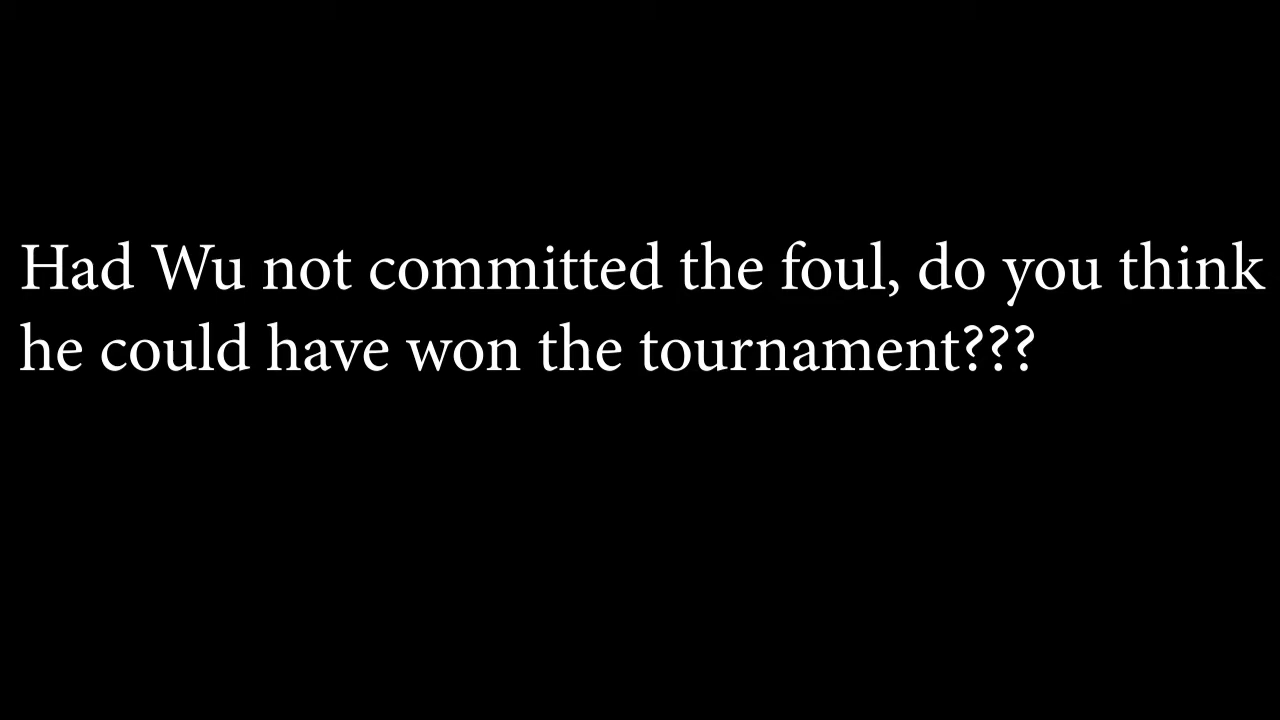 Had Wu not committed the foul, do you think
he could have won the tournament???